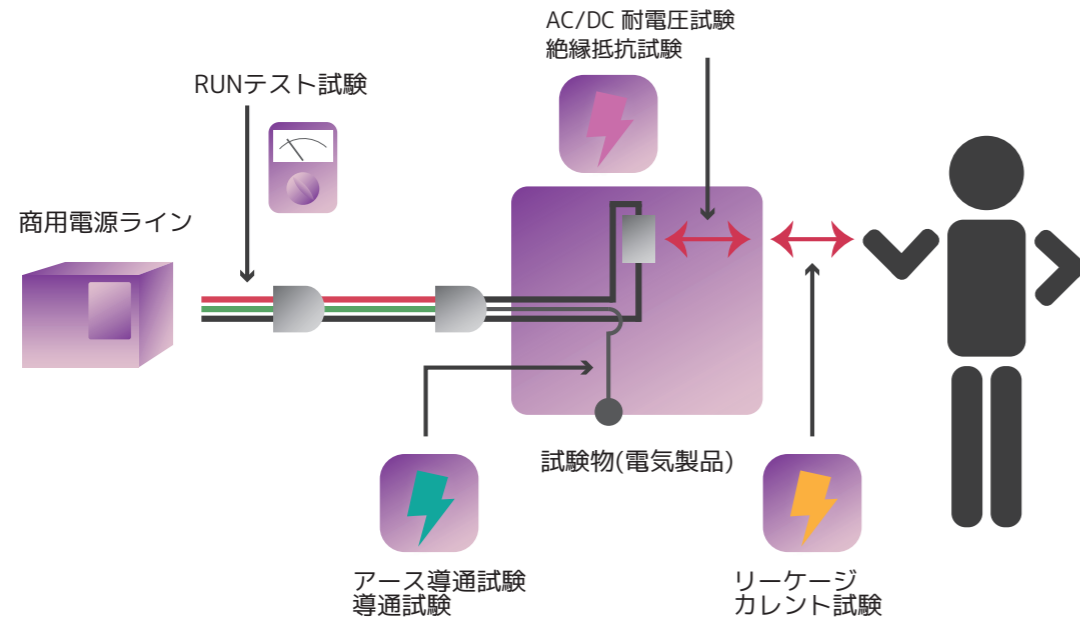 AC/DC 耐電圧試験
絶縁抵抗試験
RUNテスト試験
商用電源ライン
試験物(電気製品)
アース導通試験
導通試験
リーケージ
カレント試験